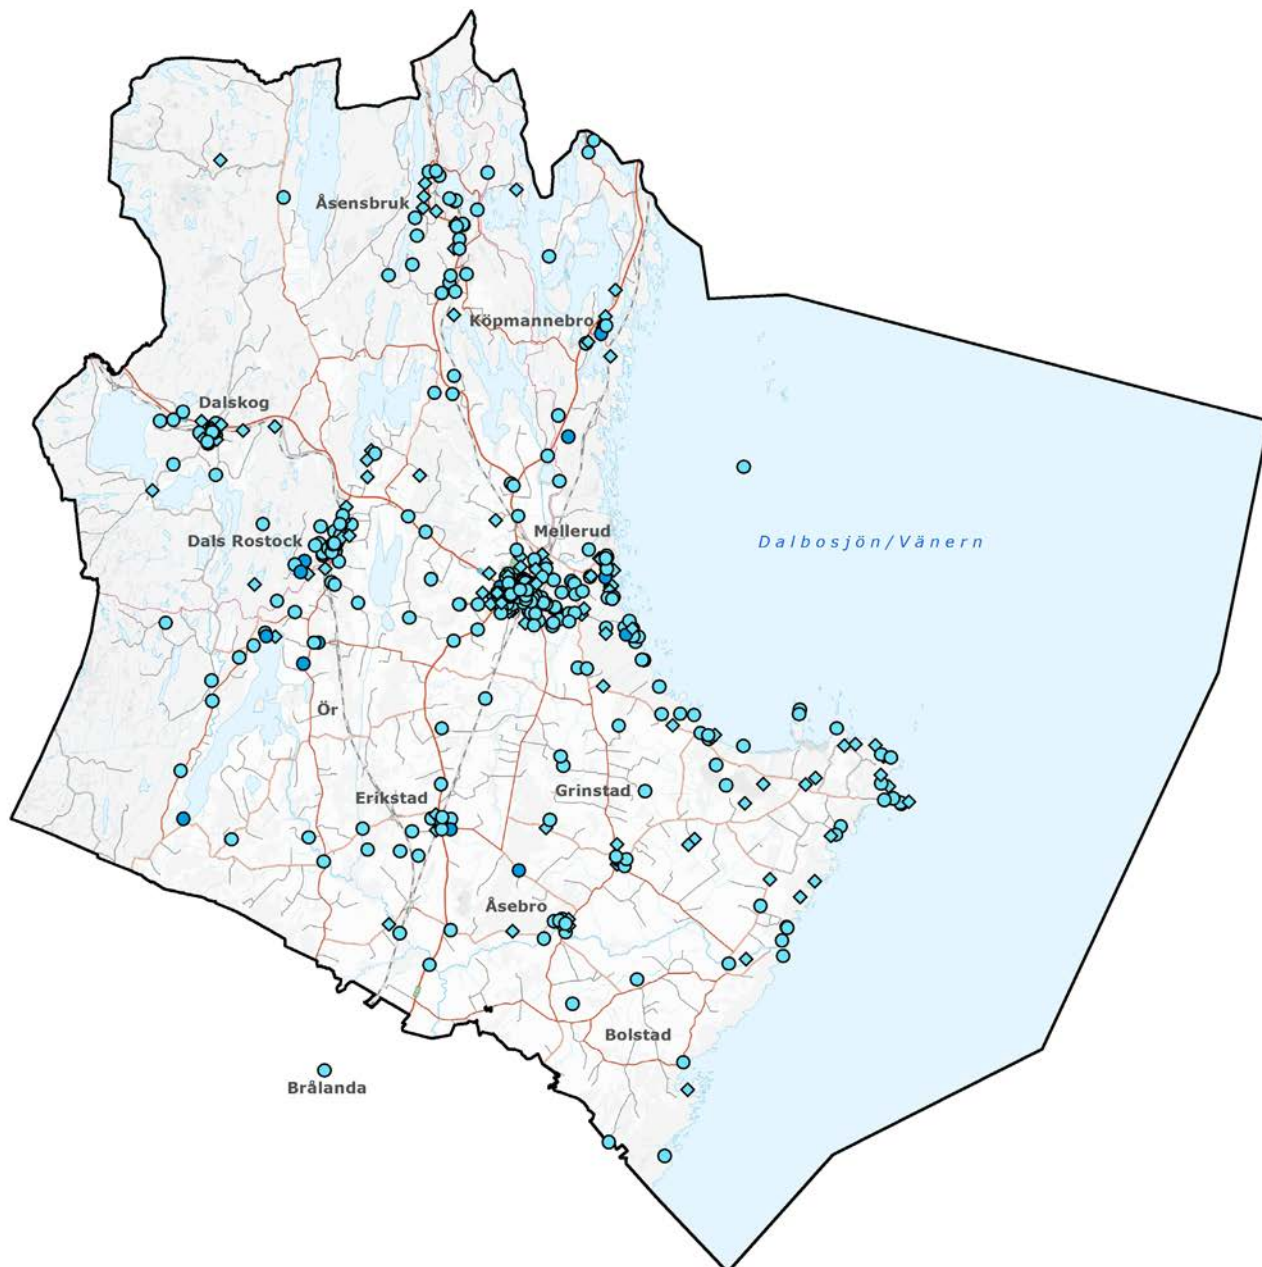 Åsensbruk
Köpmannebro
Dalskog
Mellerud
Dals Rostock
Dalbosjön/Vänern
Ör
Erikstad
Grinstad
Åsebro
Bolstad
Brålanda